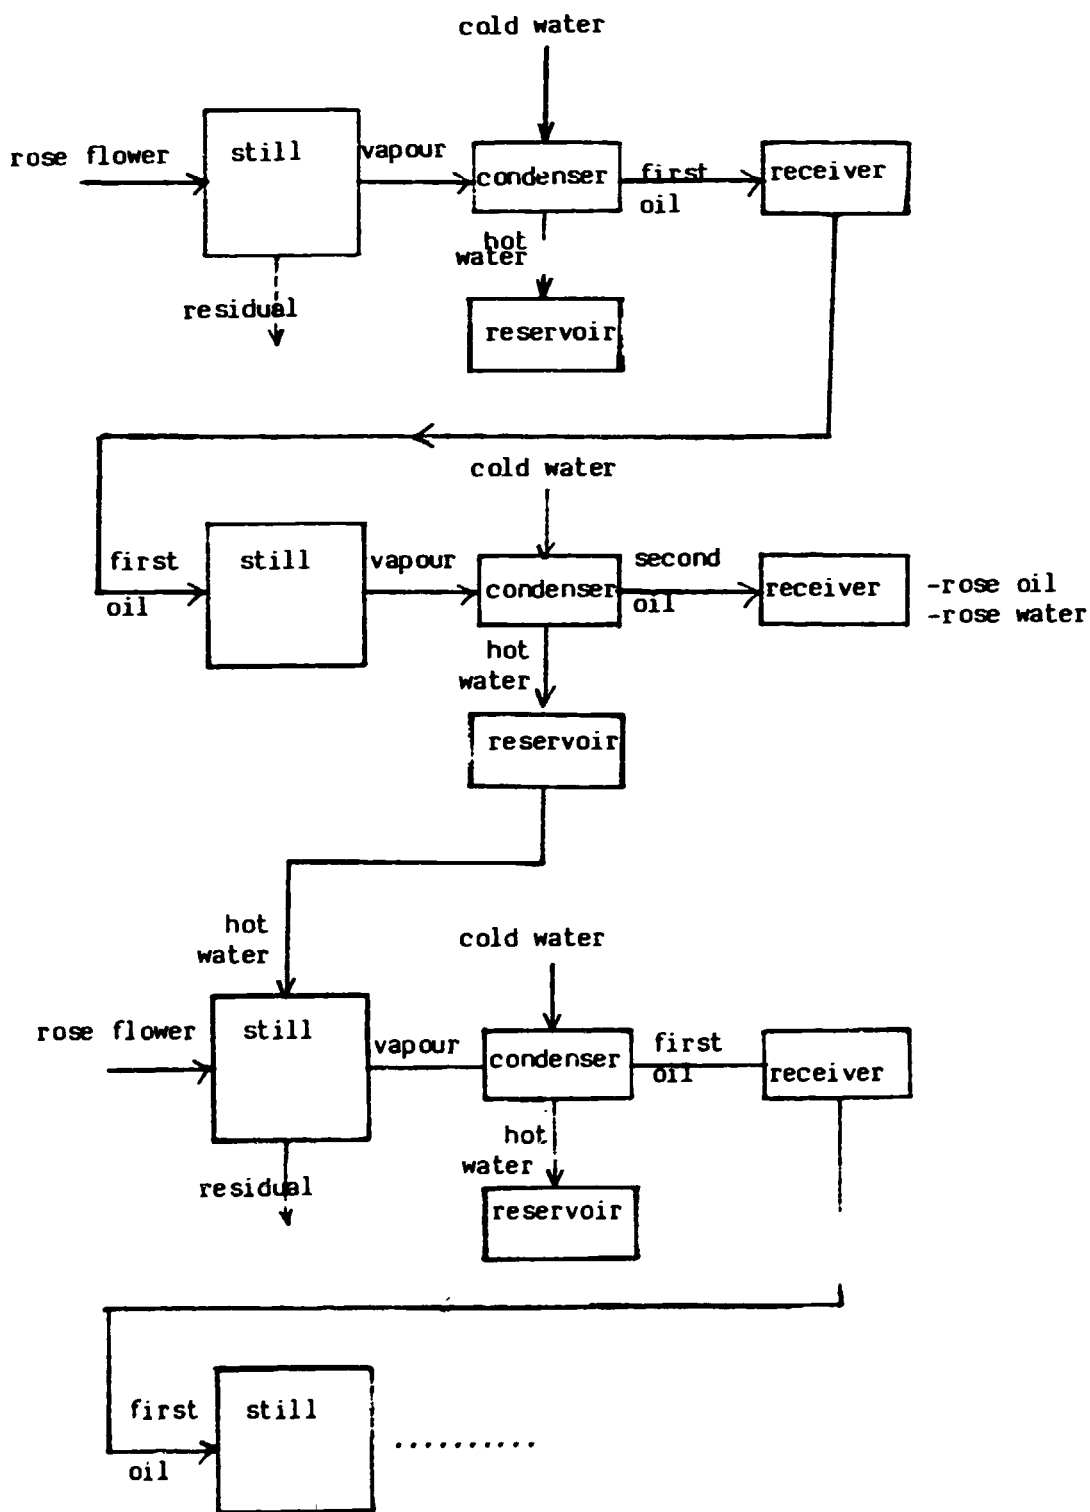 cold water
rose flower
still
vapour
condenser
first
oil
receiver
hot
water
residual
reservoir
cold water
first
oil
still
vapour
condenser
second
oil
receiver
-rose oil
-rose water
hot
water
reservoir
hot
water
cold water
rose flower
still
vapour
condenser
first
oil
receiver
hot
water
residual
reservoir
first
oil
still
..........